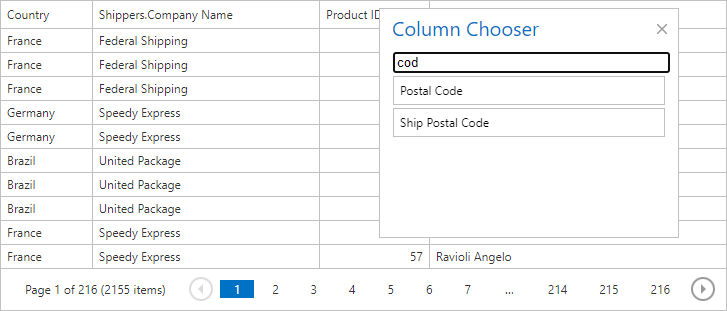 Country Shippers.Company Name Product ID
France Federal Shipping
France Federal Shipping
France Federal Shipping
Germany Speedy Express
Germany Speedy Express
Brazil United Package
Brazil United Package
Brazil United Package
France Speedy Express
France Speedy Express 57 Ravioli Angelo
Column Chooser
cod
Postal Code
Ship Postal Code
Page 1 of 216 (2155 items) 1 2 3 4 5 6 7 ... 214 215 216